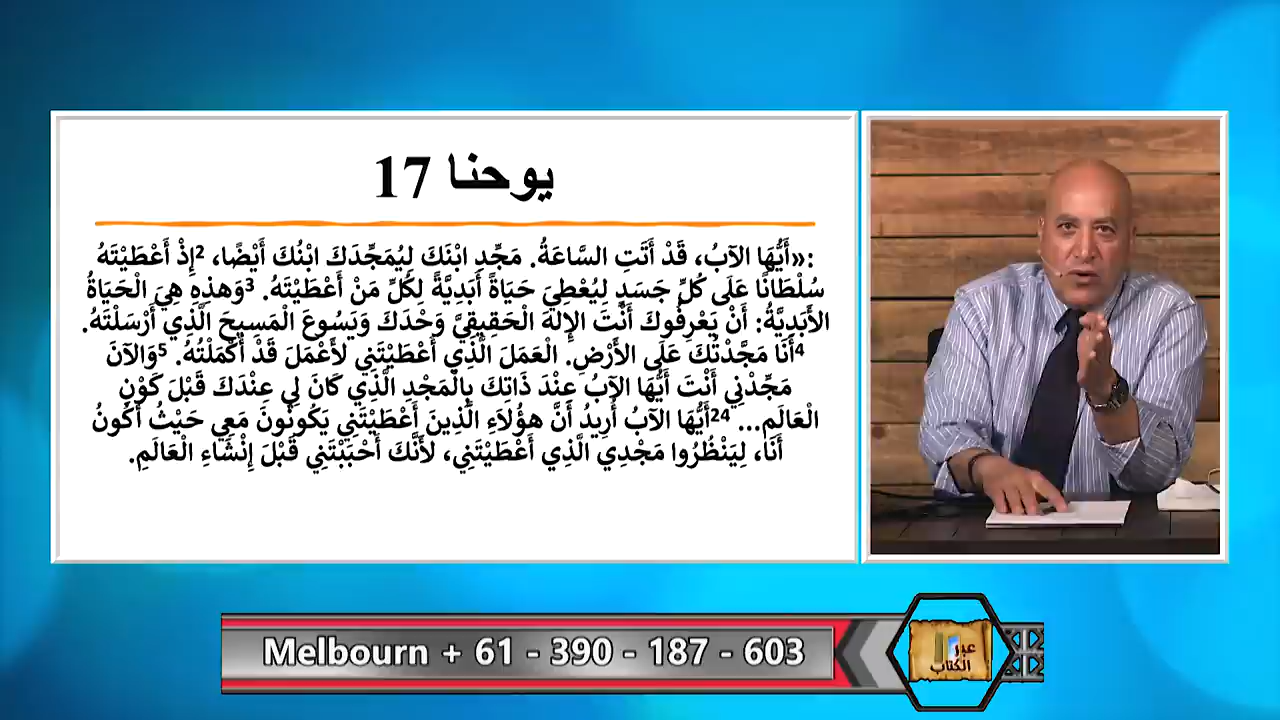 يوحنا 17
:«أَيُّهَا الآبُ، قَدْ أَتَتِ السَّاعَةُ. مَجِّدِ ابْنَكَ لِيُمَجِّدَكَ ابْنُكَ أَيْضًا، ²إِذْ أَعْطَيْتَهُ
سُلْطَانًا عَلَى كُلِّ جَسَدٍ لِيُعْطِيَ حَيَاةً أَبَدِيَّةً لِكُلِّ مَنْ أَعْطَيْتَهُ. ³وَهذِهِ هِيَ الْحَيَاةُ
الأَبَدِيَّةُ: أَنْ يَعْرِفُوكَ أَنْتَ الإِلهَ الْحَقِيقِيَّ وَحْدَكَ وَيَسُوعَ الْمَسِيحَ الَّذِي أَرْسَلْتَهُ.
⁴أَنَا مَجَّدْتُكَ عَلَى الأَرْضِ. الْعَمَلَ الَّذِي أَعْطَيْتَنِي لأَعْمَلَ قَدْ أَكْمَلْتُهُ. ⁵وَالآنَ
مَجِّدْنِي أَنْتَ أَيُّهَا الآبُ عِنْدَ ذَاتِكَ بِالْمَجْدِ الَّذِي كَانَ لِي عِنْدَكَ قَبْلَ كَوْنِ
الْعَالَمِ... ²⁴أَيُّهَا الآبُ أُرِيدُ أَنَّ هؤُلاَءِ الَّذِينَ أَعْطَيْتَنِي يَكُونُونَ مَعِي حَيْثُ أَكُونُ
أَنَا، لِيَنْظُرُوا مَجْدِي الَّذِي أَعْطَيْتَنِي، لأَنَّكَ أَحْبَبْتَنِي قَبْلَ إِنْشَاءِ الْعَالَمِ.
Melbourn + 61 - 390 - 187 - 603
عبر
الكتاب